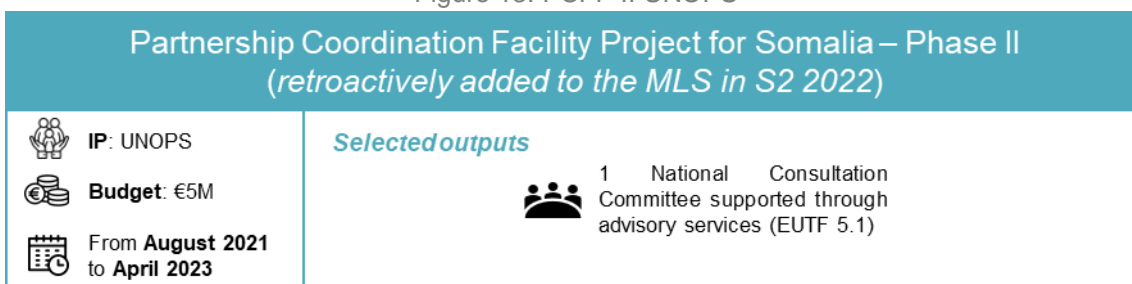 Partnership Coordination Facility Project for Somalia – Phase II
(retroactively added to the MLS in S2 2022)
IP: UNOPS
Budget: €5M
From August 2021
to April 2023
Selected outputs
1 National Consultation
Committee supported through
advisory services (EUTF 5.1)